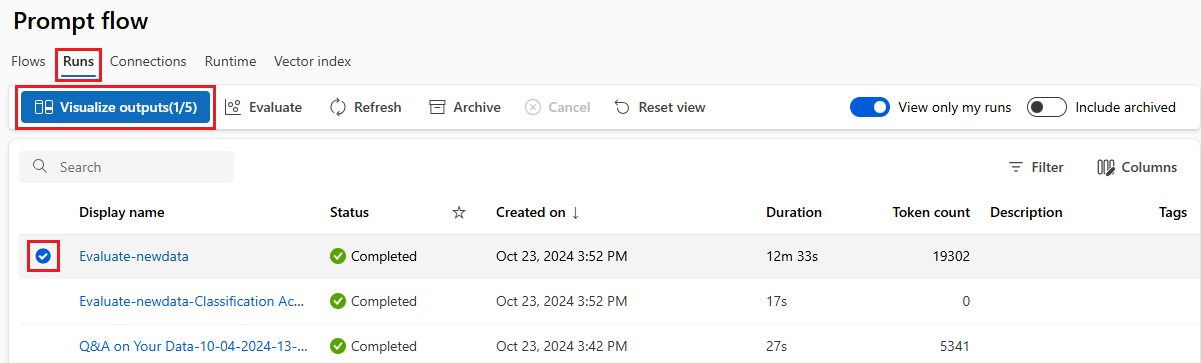 Prompt flow
Flows Runs Connections Runtime Vector index
Visualize outputs(1/5) Evaluate Refresh Archive Cancel Reset view View only my runs Include archived
Search Filter Columns
Display name Status Created on ↓ Duration Token count Description Tags
Evaluate-newdata Completed Oct 23, 2024 3:52 PM 12m 33s 19302
Evaluate-newdata-Classification Ac... Completed Oct 23, 2024 3:52 PM 17s 0
Q&A on Your Data-10-04-2024-13-... Completed Oct 23, 2024 3:42 PM 27s 5341